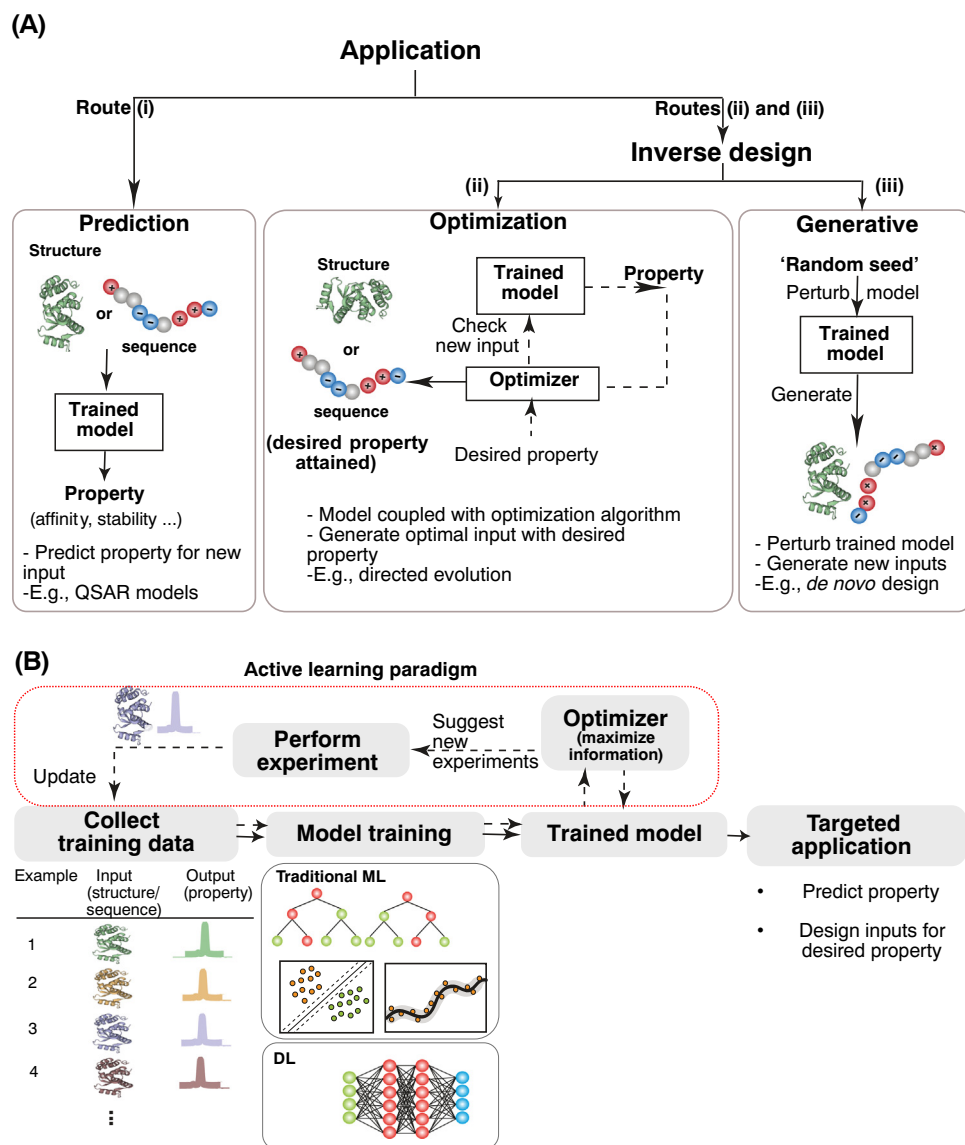 (A)
Application
Route (i)
Routes (ii) and (iii)
Inverse design
(ii)
(iii)
Prediction
Structure
or
sequence
Trained
model
Property
(affinity, stability ...)
- Predict property for new
input
-E.g., QSAR models
Optimization
Structure
or
sequence
(desired property
attained)
Trained
model
Property
Check
new input
Optimizer
Desired property
- Model coupled with optimization algorithm
- Generate optimal input with desired
property
-E.g., directed evolution
Generative
‘Random seed’
Perturb model
Trained
model
Generate
- Perturb trained model
- Generate new inputs
-E.g., de novo design
(B)
Active learning paradigm
Update
Perform
experiment
Suggest
new
experiments
Optimizer
(maximize
information)
Collect
training data
Model training
Trained model
Targeted
application
• Predict property
• Design inputs for
desired property
Example
Input
(structure/
sequence)
Output
(property)
1
2
3
4
...
Traditional ML
DL